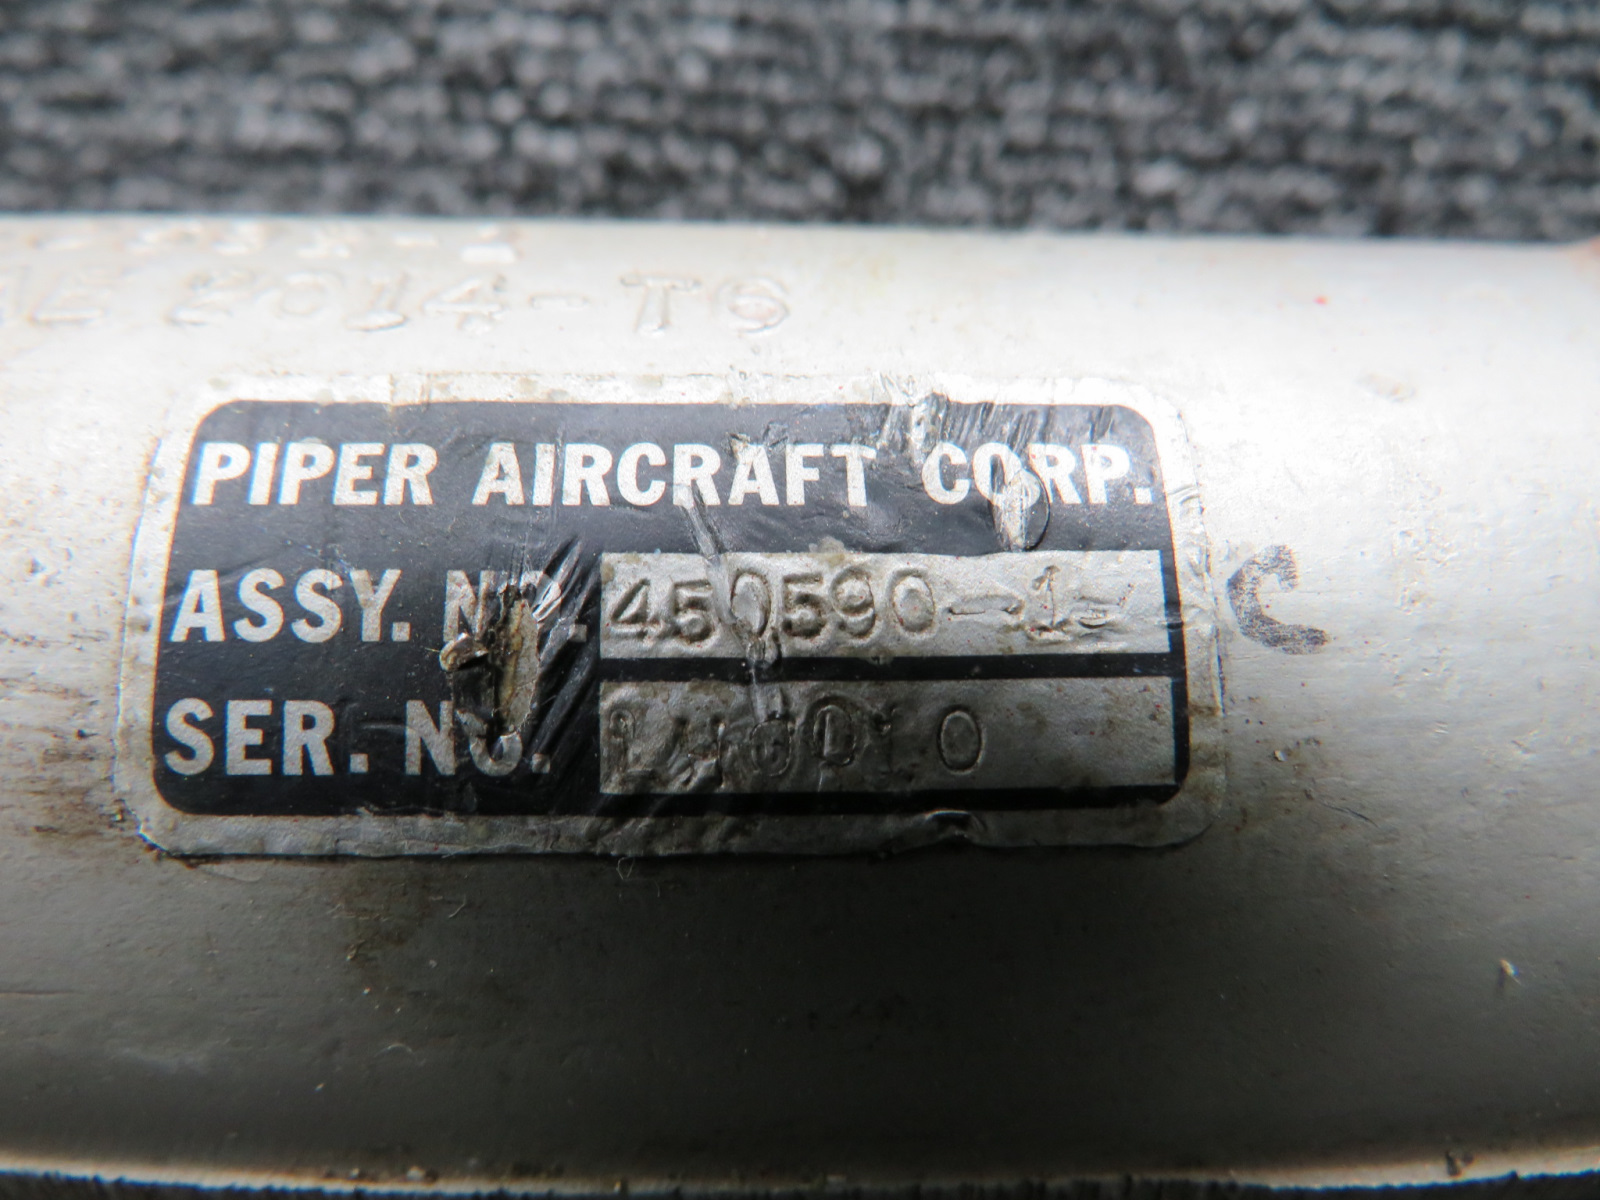 2014-T6
PIPER AIRCRAFT CORP.
ASSY. NO. 450590-1- C
SER. NO.